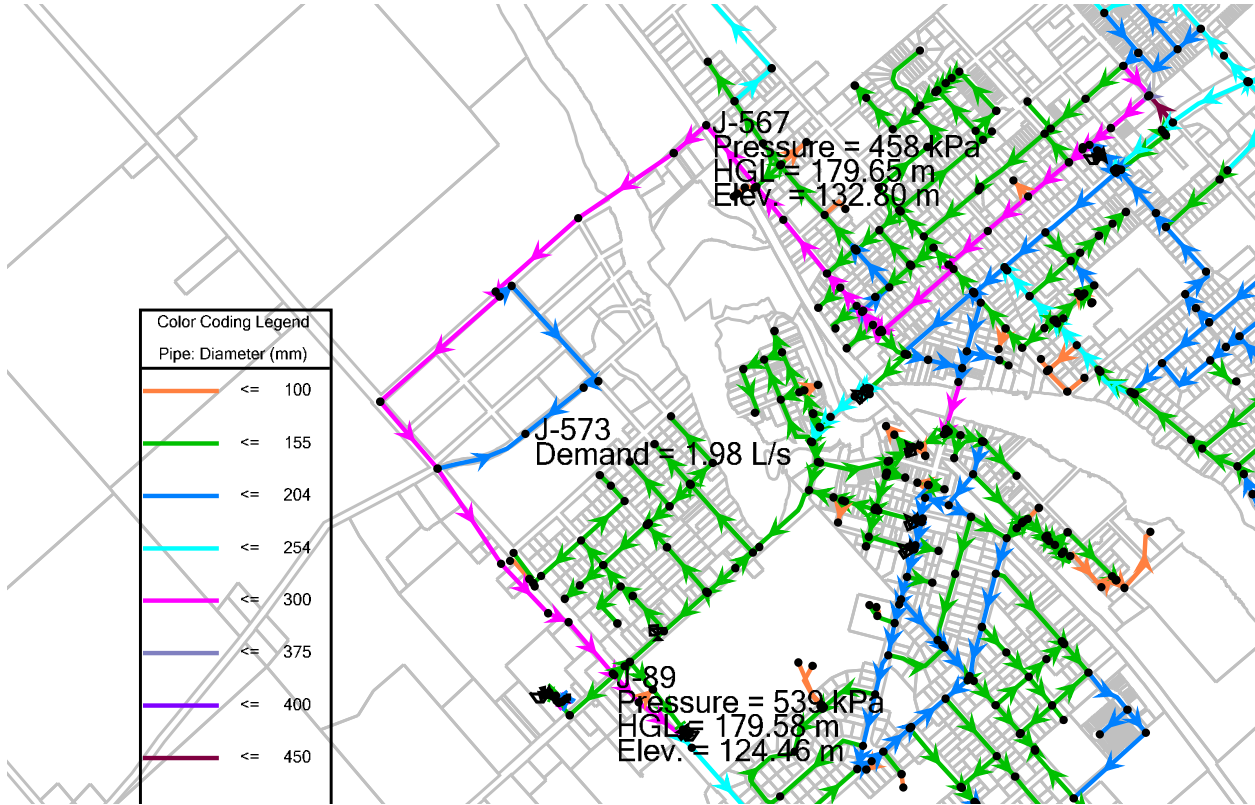 J-567
Pressure = 458 kPa
HGL = 179.65 m
Elev. = 132.80 m
Color Coding Legend
Pipe: Diameter (mm)
<= 100
<= 155
<= 204
<= 254
<= 300
<= 375
<= 400
<= 450
J-573
Demand = 1.98 L/s
J-89
Pressure = 539 kPa
HGL = 179.58 m
Elev. = 124.46 m